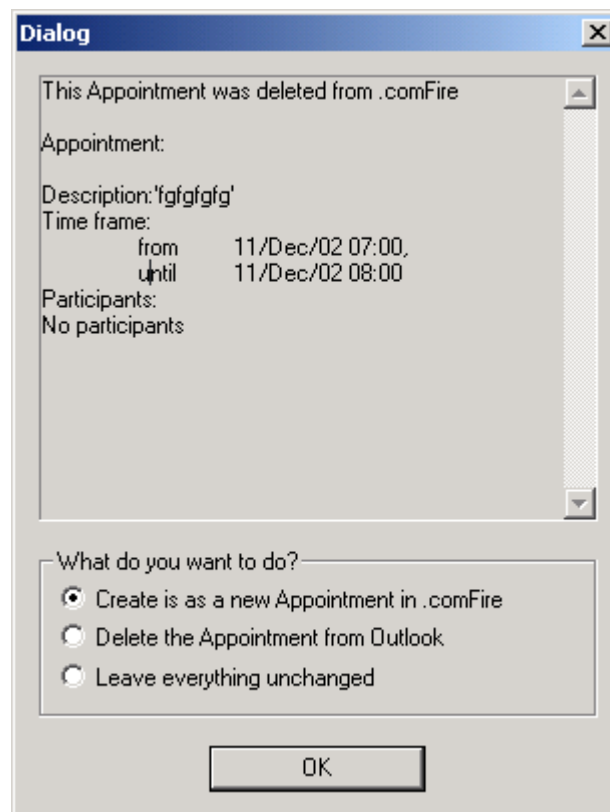 Dialog
This Appointment was deleted from .comFire
Appointment:
Description:'fgfgfgfg'
Time frame:
from 11/Dec/02 07:00,
until 11/Dec/02 08:00
Participants:
No participants
What do you want to do?
Create is as a new Appointment in .comFire
Delete the Appointment from Outlook
Leave everything unchanged
OK